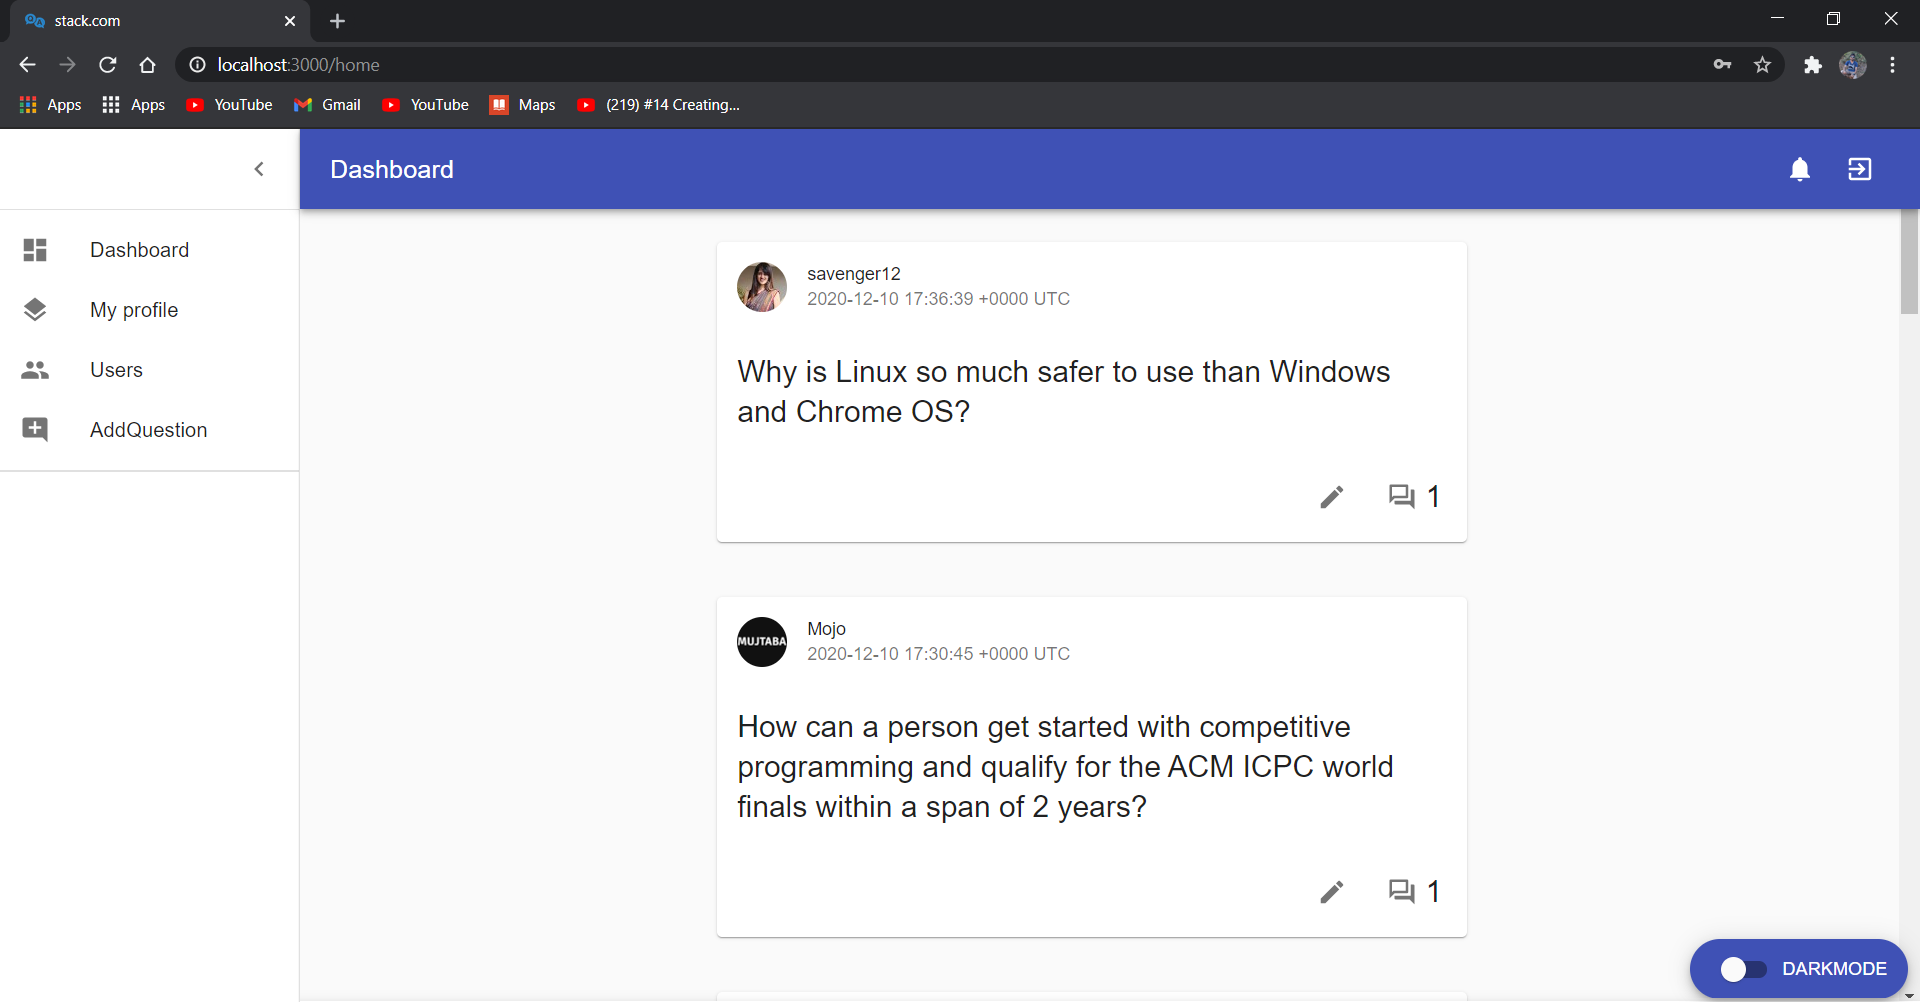 stack.com
localhost:3000/home
Apps Apps YouTube Gmail YouTube Maps (219) #14 Creating...
Dashboard
Dashboard
My profile
Users
AddQuestion
savenger12
2020-12-10 17:36:39 +0000 UTC
Why is Linux so much safer to use than Windows
and Chrome OS?
1
MUJTABA
Mojo
2020-12-10 17:30:45 +0000 UTC
How can a person get started with competitive
programming and qualify for the ACM ICPC world
finals within a span of 2 years?
1
DARKMODE